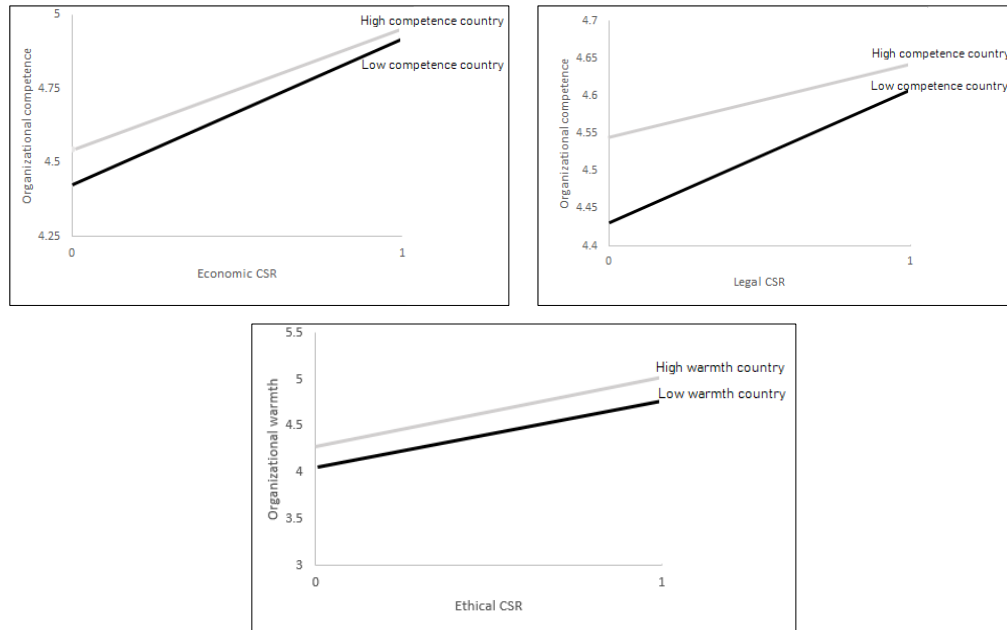 5
4.75
4.5
4.25
Organizational competence
High competence country
Low competence country
0
1
Economic CSR
4.7
4.65
4.6
4.55
4.5
4.45
4.4
Organizational competence
High competence country
Low competence country
0
1
Legal CSR
5.5
5
4.5
4
3.5
3
Organizational warmth
High warmth country
Low warmth country
0
1
Ethical CSR